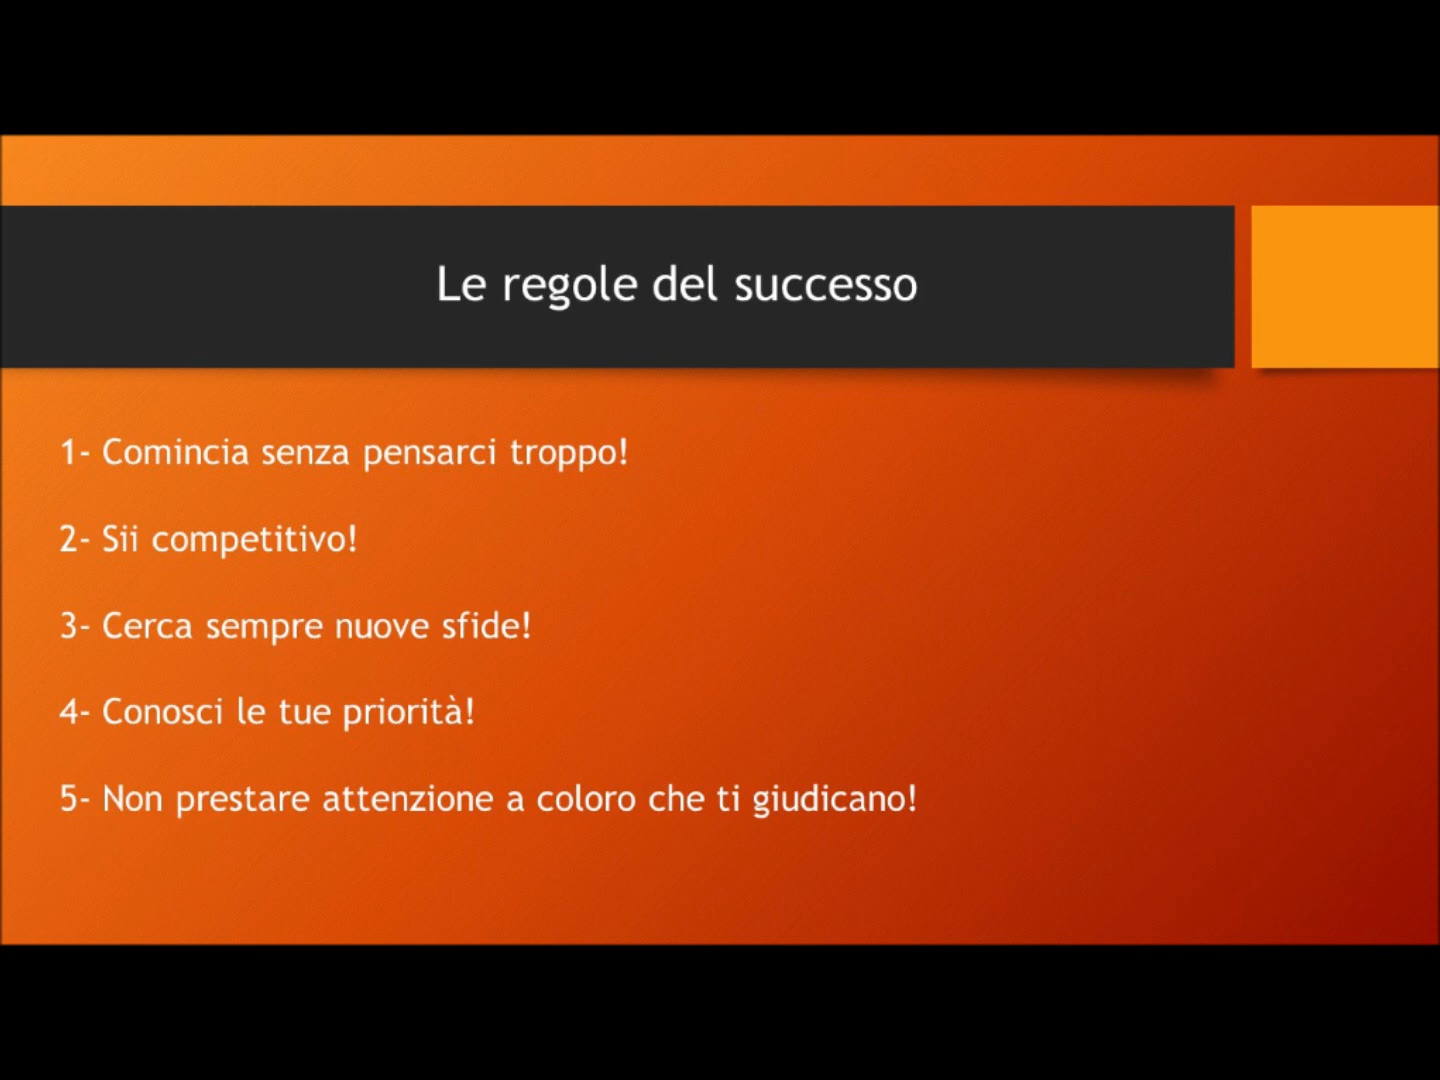 Le regole del successo
1- Comincia senza pensarci troppo!
2- Sii competitivo!
3- Cerca sempre nuove sfide!
4- Conosci le tue priorità!
5- Non prestare attenzione a coloro che ti giudicano!